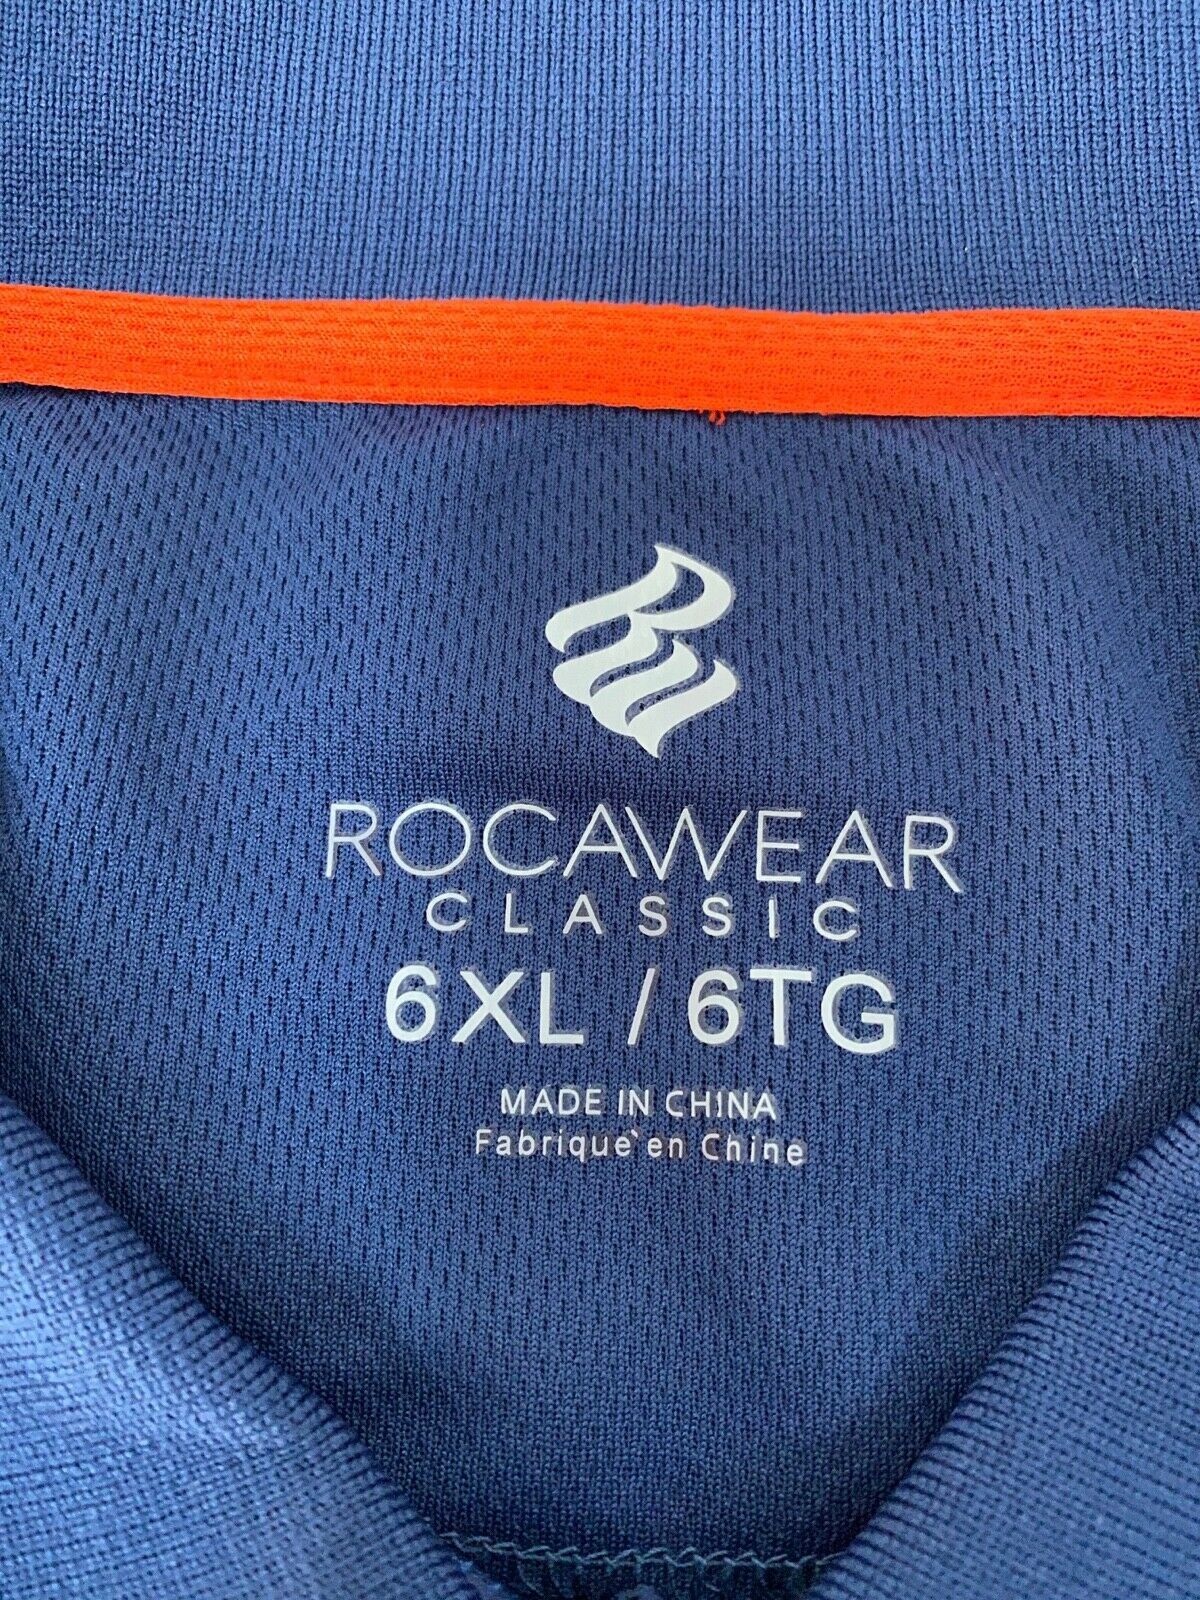 ROCAWEAR
CLASSIC
6XL / 6TG
MADE IN CHINA
Fabrique` en Chine